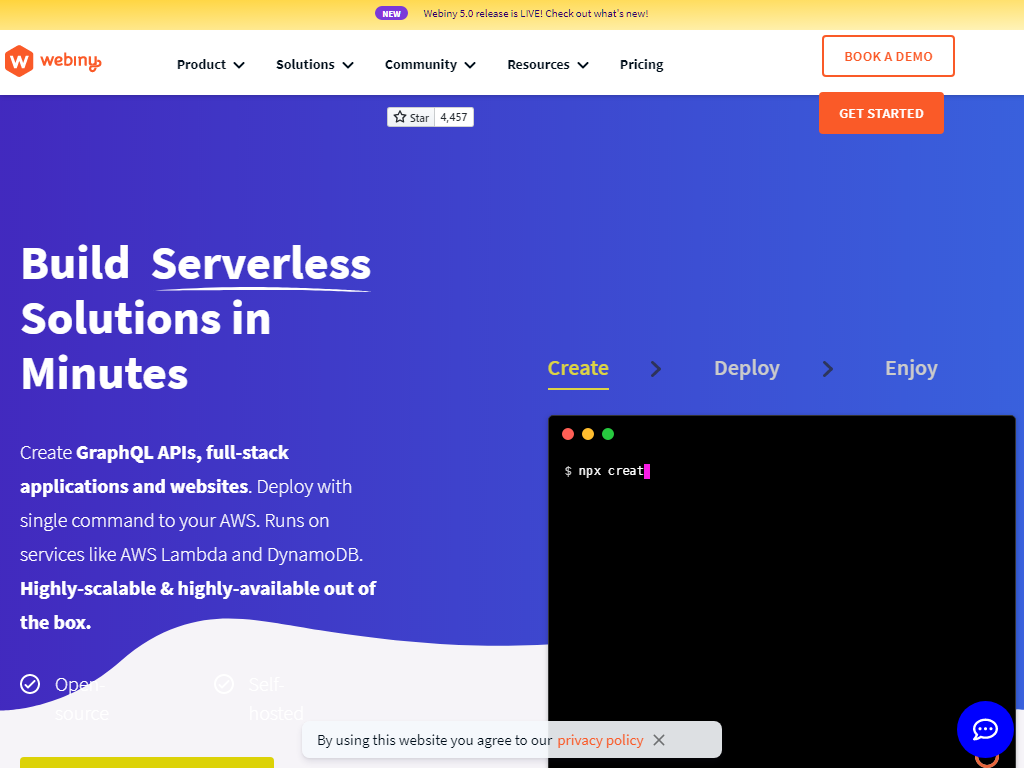 NEW Webiny 5.0 release is LIVE! Check out what's new!
webiny Product Solutions Community Resources Pricing BOOK A DEMO
Star 4,457 GET STARTED
Build Serverless
Solutions in
Minutes
Create Deploy Enjoy
$ npx creat
Create GraphQL APIs, full-stack
applications and websites. Deploy with
single command to your AWS. Runs on
services like AWS Lambda and DynamoDB.
Highly-scalable & highly-available out of
the box.
Open-source
Self-hosted
By using this website you agree to our privacy policy